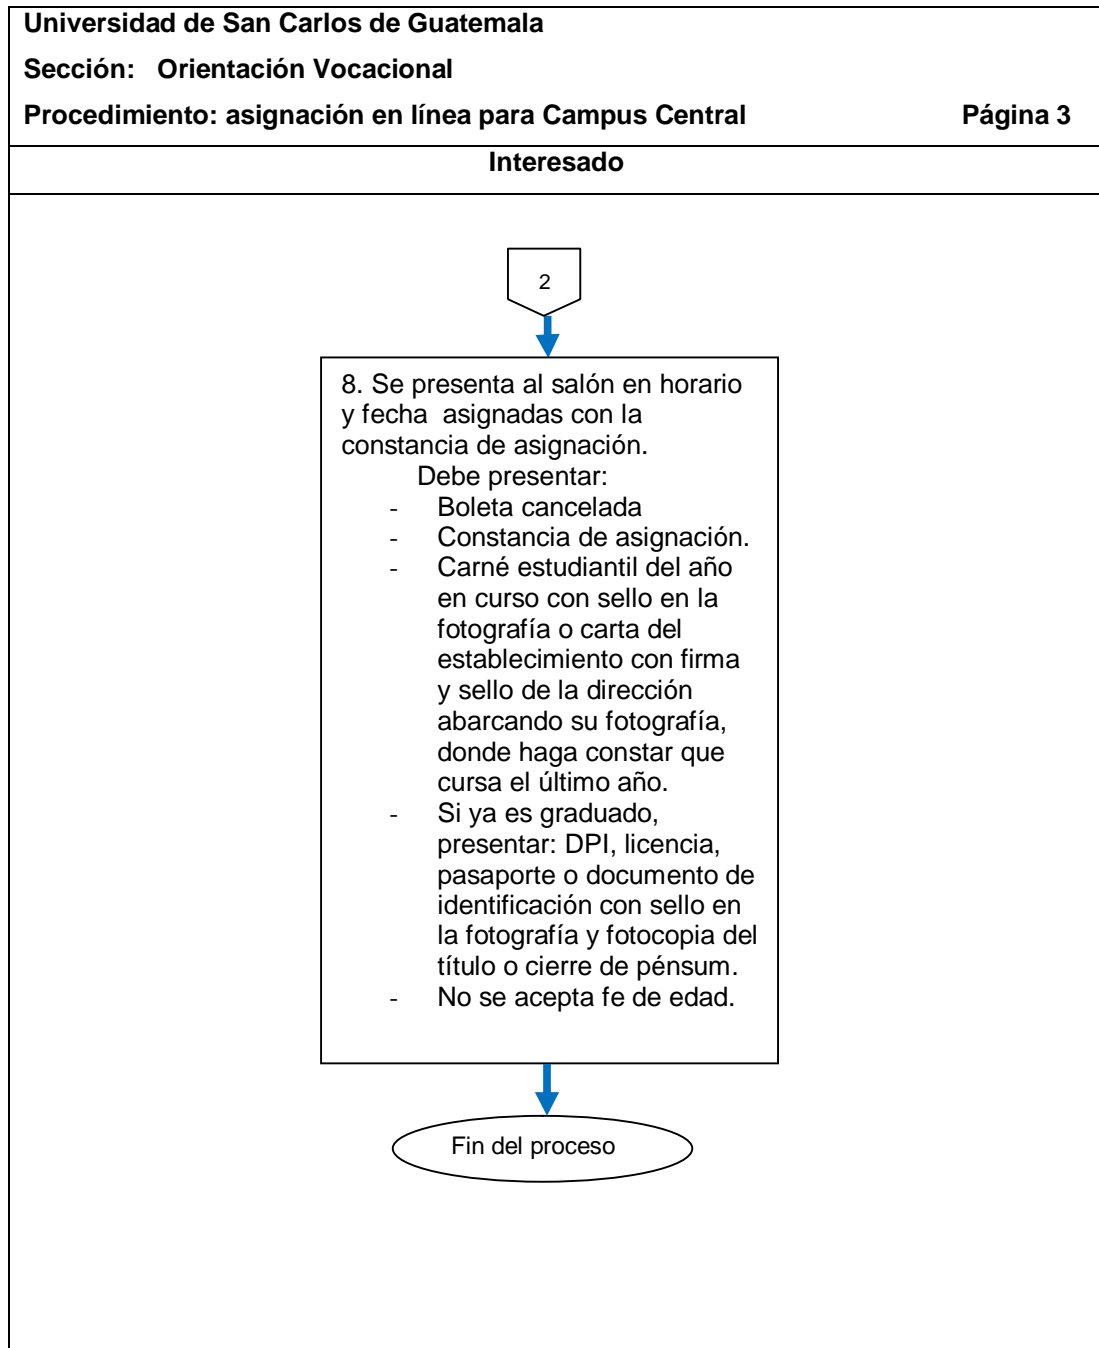 Universidad de San Carlos de Guatemala
Sección: Orientación Vocacional
Procedimiento: asignación en línea para Campus Central Página 3
Interesado
2
8. Se presenta al salón en horario
y fecha asignadas con la
constancia de asignación.
Debe presentar:
- Boleta cancelada
- Constancia de asignación.
- Carné estudiantil del año
en curso con sello en la
fotografía o carta del
establecimiento con firma
y sello de la dirección
abarcando su fotografía,
donde haga constar que
cursa el último año.
- Si ya es graduado,
presentar: DPI, licencia,
pasaporte o documento de
identificación con sello en
la fotografía y fotocopia del
título o cierre de pénsum.
- No se acepta fe de edad.
Fin del proceso